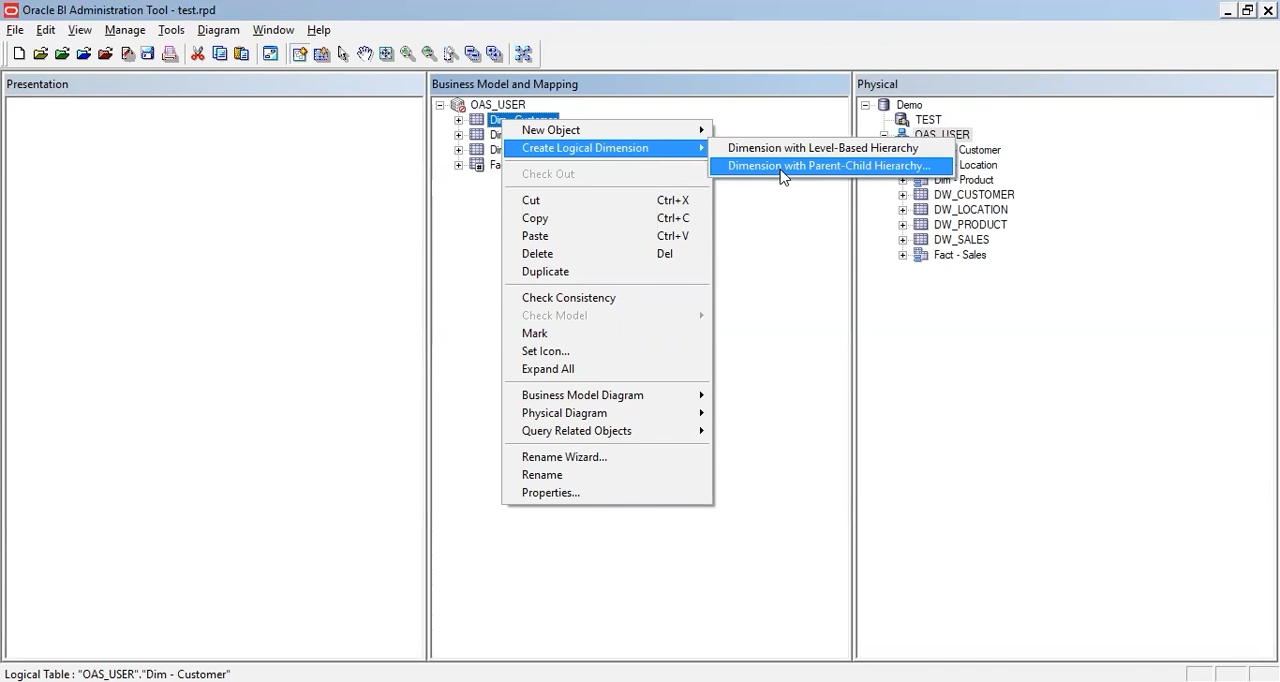 Oracle BI Administration Tool - test.rpd
File Edit View Manage Tools Diagram Window Help
Presentation
Business Model and Mapping
OAS_USER
Dim - Customer
New Object
Create Logical Dimension
Check Out
Cut Ctrl+X
Copy Ctrl+C
Paste Ctrl+V
Delete Del
Duplicate
Check Consistency
Check Model
Mark
Set Icon...
Expand All
Business Model Diagram
Physical Diagram
Query Related Objects
Rename Wizard...
Rename
Properties...
Dimension with Level-Based Hierarchy
Dimension with Parent-Child Hierarchy...
Physical
Demo
TEST
OAS_USER
Customer
Location
Dim - Product
DW_CUSTOMER
DW_LOCATION
DW_PRODUCT
DW_SALES
Fact - Sales
Logical Table : "OAS_USER"."Dim - Customer"